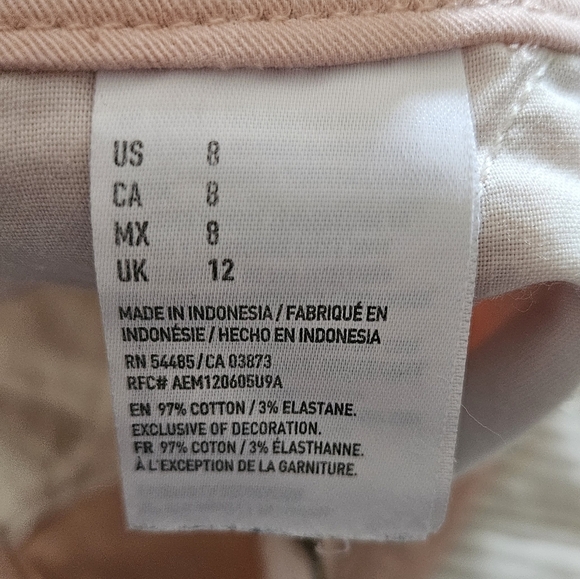 US 8
CA 8
MX 8
UK 12
MADE IN INDONESIA / FABRIQUÉ EN
INDONÉSIE / HECHO EN INDONESIA
RN 54485/CA 03873
RFC# AEM120605U9A
EN 97% COTTON / 3% ELASTANE.
EXCLUSIVE OF DECORATION.
FR 97% COTON / 3% ÉLASTHANNE.
À L'EXCEPTION DE LA GARNITURE.